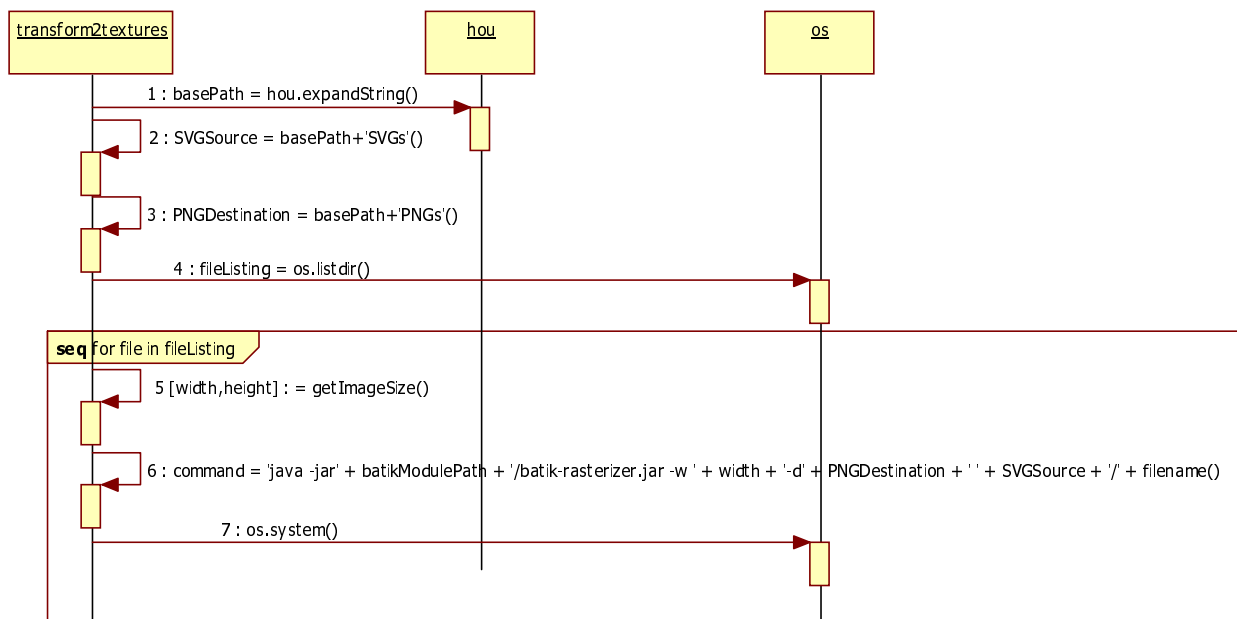 transform2textures
hou
os
1 : basePath = hou.expandString()
2 : SVGSource = basePath+'SVGs'()
3 : PNGDestination = basePath+'PNGs'()
4 : fileListing = os.listdir()
seq for file in fileListing
5 [width,height] : = getImageSize()
6 : command = 'java -jar' + batikModulePath + '/batik-rasterizer.jar -w ' + width + '-d' + PNGDestination + ' ' + SVGSource + '/' + filename()
7 : os.system()